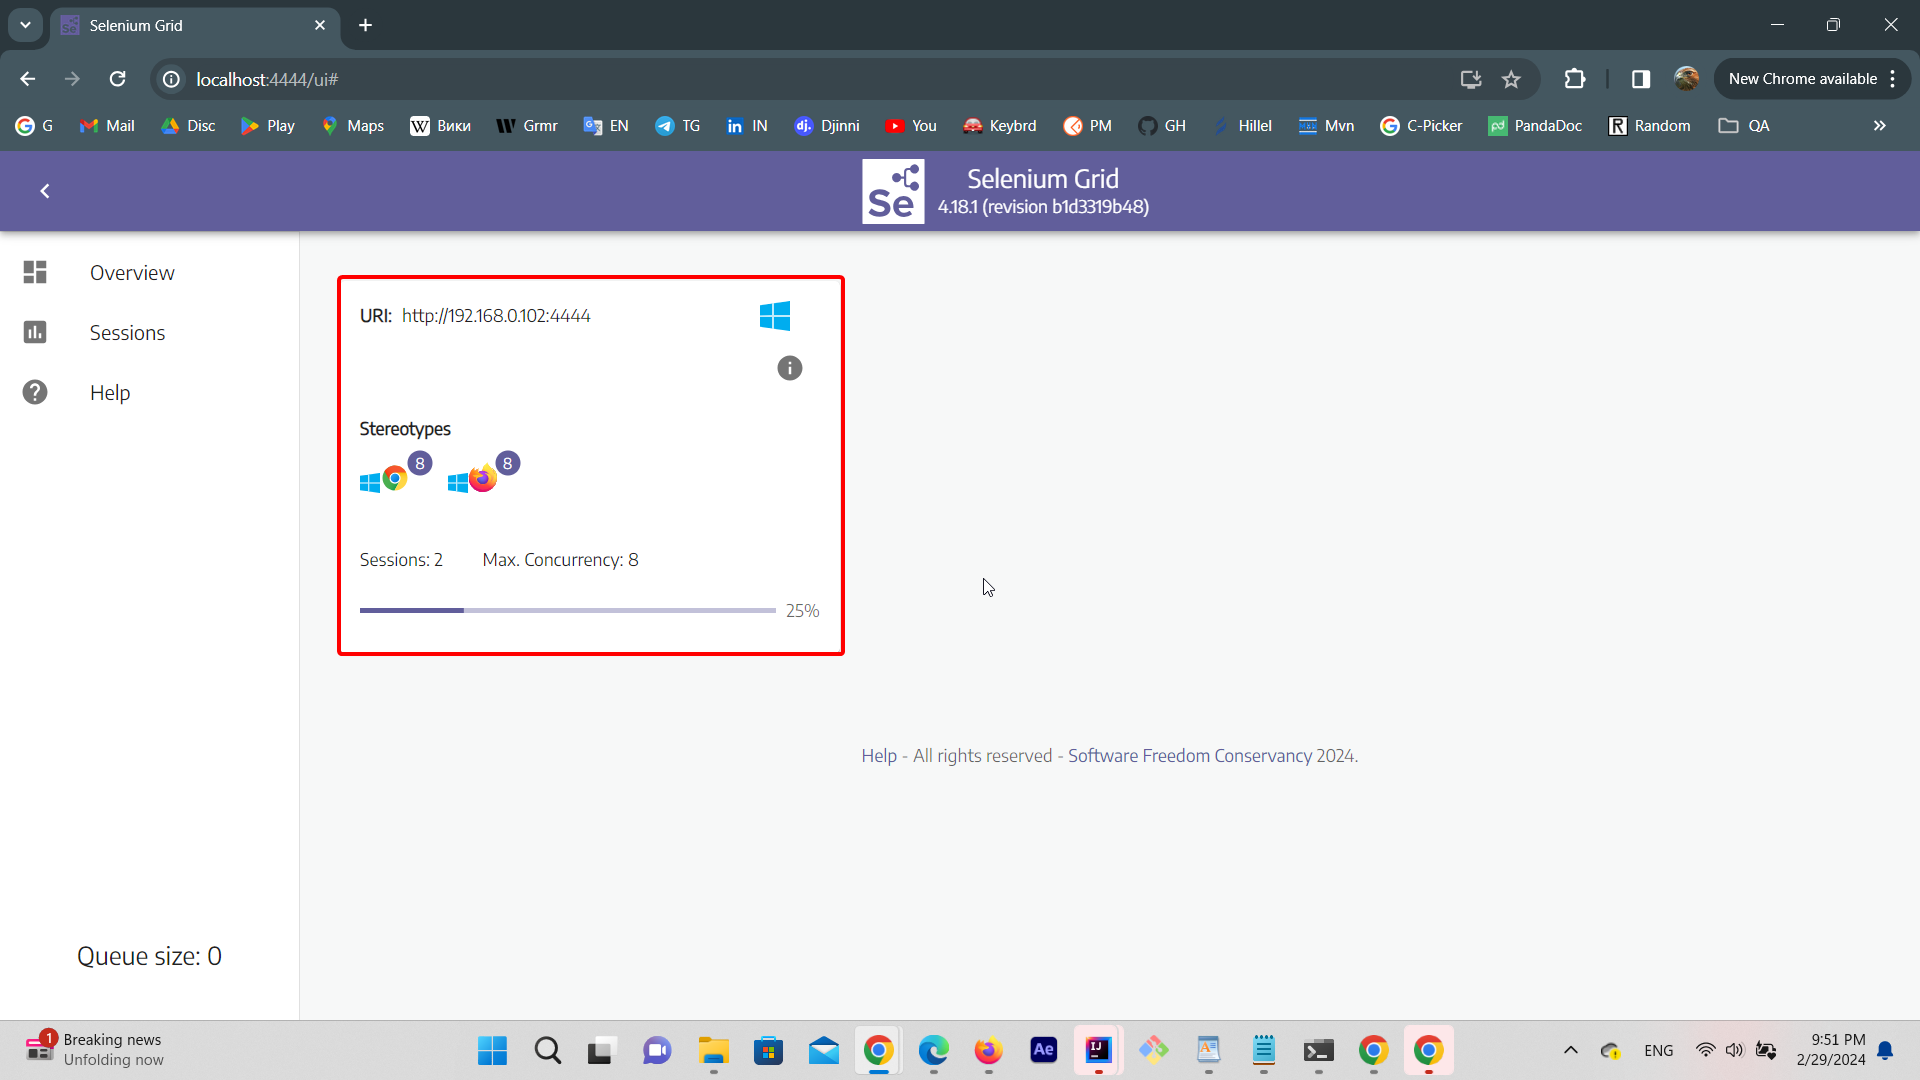 Selenium Grid
localhost:4444/ui#
New Chrome available
G Mail Disc Play Maps Вики Grmr EN TG IN Djinni You Keybrd PM GH Hillel Mvn C-Picker PandaDoc Random QA
Se
Selenium Grid
4.18.1 (revision b1d3319b48)
Overview
Sessions
Help
URI: http://192.168.0.102:4444
Stereotypes
8 8
Sessions: 2 Max. Concurrency: 8
25%
Help - All rights reserved - Software Freedom Conservancy 2024.
Queue size: 0
1 Breaking news
Unfolding now
Ae
IJ
ENG
9:51 PM
2/29/2024